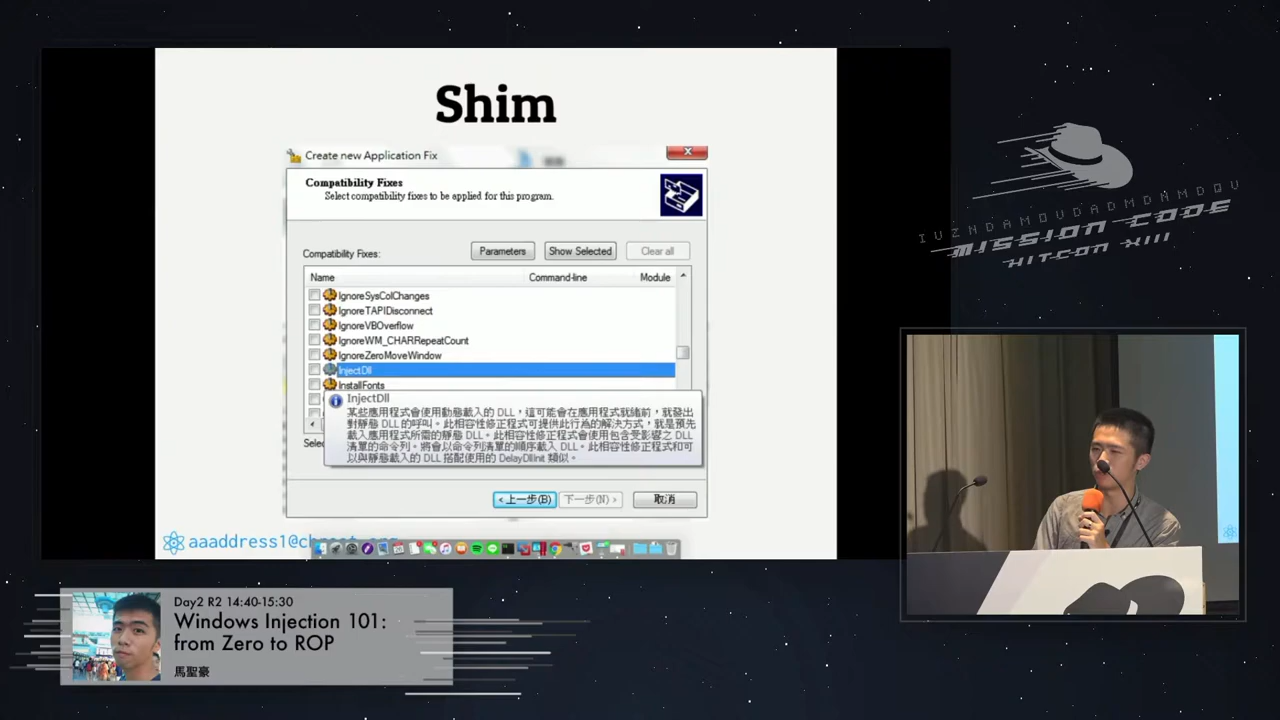 Shim
Create new Application Fix
Compatibility Fixes
Select compatibility fixes to be applied for this program.
Compatibility Fixes:
Parameters
Show Selected
Clear all
Name Command-line Module
IgnoreSysColChanges
IgnoreTAPIDisconnect
IgnoreVBOverflow
IgnoreWM_CHARRepeatCount
IgnoreZeroMoveWindow
InjectDll
InstallFonts
InjectDll
某些應用程式會使用動態載入的 DLL，這可能會在應用程式就緒前，就發出
對靜態 DLL 的呼叫。此相容性修正程式可提供此行為的解決方式，就是預先
載入應用程式所需的靜態 DLL。此相容性修正程式會使用包含受影響之 DLL
清單的命令列。將會以命令列清單的順序載入 DLL。此相容性修正程式和可
以與靜態載入的 DLL 搭配使用的 DelayDllInit 類似。
Selec
< 上一步(B)
下一步(N) >
取消
aaaddress1@ch
IVZNDAMQVDADMDNMDQV
MISSION CODE
HITCON XIII
Day2 R2 14:40-15:30
Windows Injection 101:
from Zero to ROP
馬聖豪